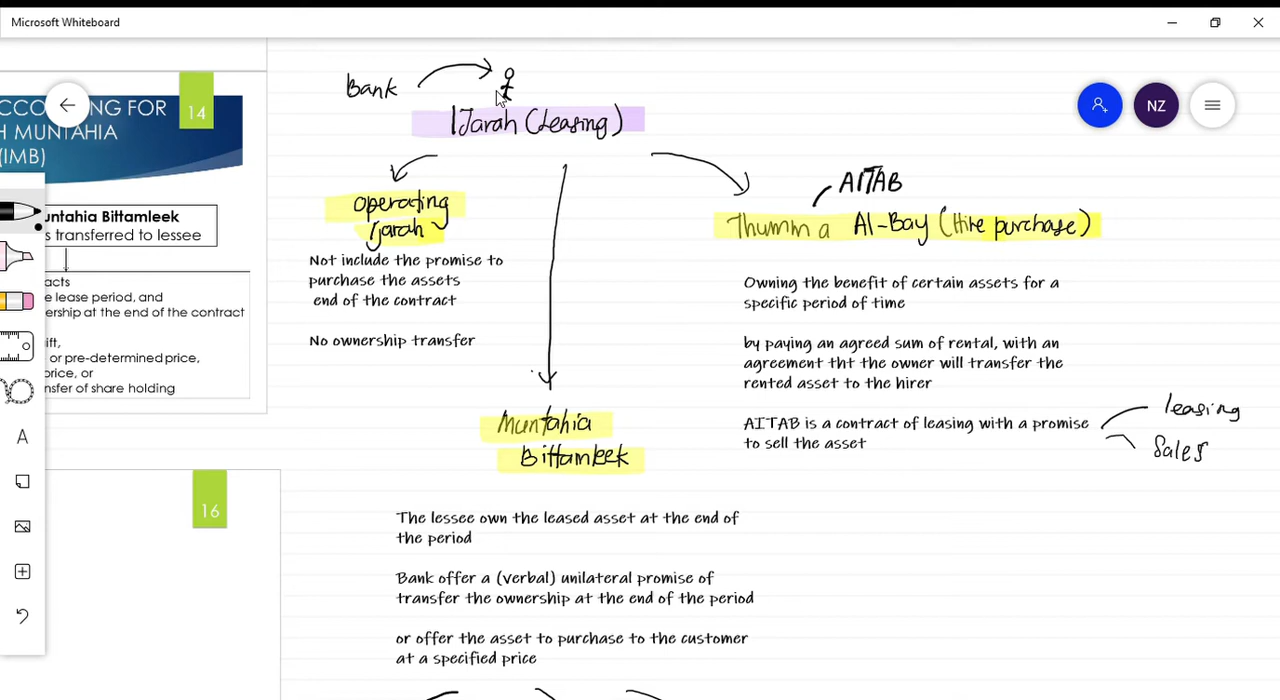 Microsoft Whiteboard
CCO
NG FOR
H MUNTAHIA
(IMB)
14
untahia Bittamleek
s transferred to lessee
acts
e lease period, and
ership at the end of the contract
ift,
or pre-determined price,
price, or
nsfer of share holding
16
A
NZ
Bank
IJarah (Leasing)
operating
Ijarah
Not include the promise to
purchase the assets
end of the contract
No ownership transfer
Muntahia
Bittamleek
The lessee own the leased asset at the end of
the period
Bank offer a (verbal) unilateral promise of
transfer the ownership at the end of the period
or offer the asset to purchase to the customer
at a specified price
AITAB
Thumma Al-Bay (Hire purchase)
Owning the benefit of certain assets for a
specific period of time
by paying an agreed sum of rental, with an
agreement tht the owner will transfer the
rented asset to the hirer
AITAB is a contract of leasing with a promise
to sell the asset
leasing
Sales